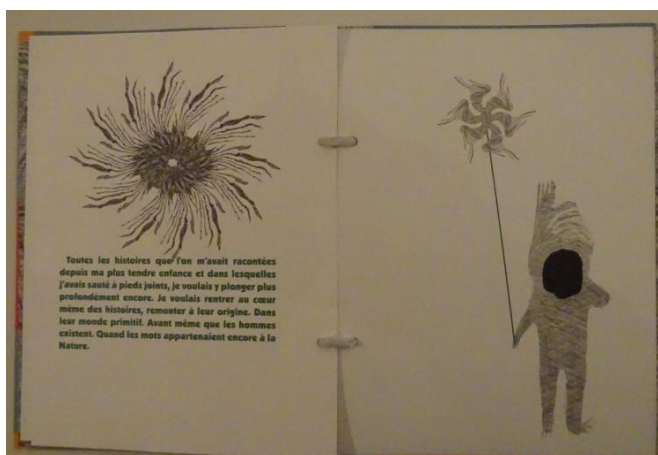 Toutes les histoires que l'on m'avait racontées
depuis ma plus tendre enfance et dans lesquelles
j'avais sauté à pieds joints, je voulais y plonger plus
profondément encore. Je voulais rentrer au cœur
même des histoires, remonter à leur origine. Dans
leur monde primitif. Avant même que les hommes
existent. Quand les mots appartenaient encore à la
Nature.